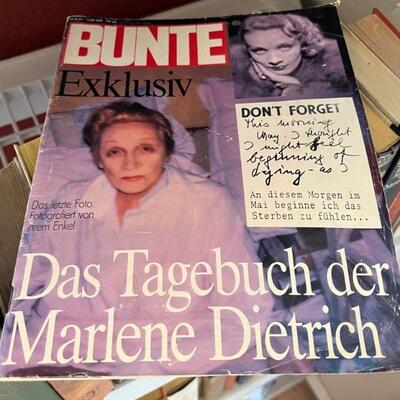 BUNTE
Exklusiv
DON'T FORGET
This morning
May. I thought
I might feel
beginning of
dying - as
An diesem Morgen im
Mai beginne ich das
Sterben zu fühlen...
Das letzte Foto.
Fotografiert von
ihrem Enkel
Das Tagebuch der
Marlene Dietrich